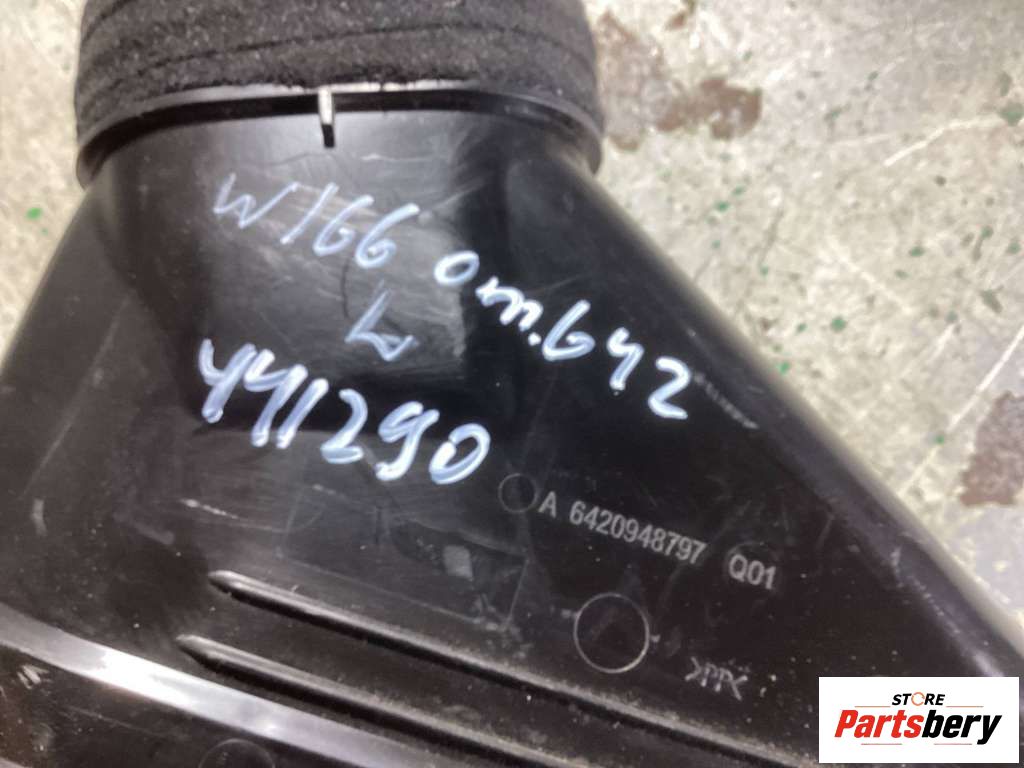 W166 om.642
L
441290
A 6420948797 Q01
>PP<
STORE
Partsbery